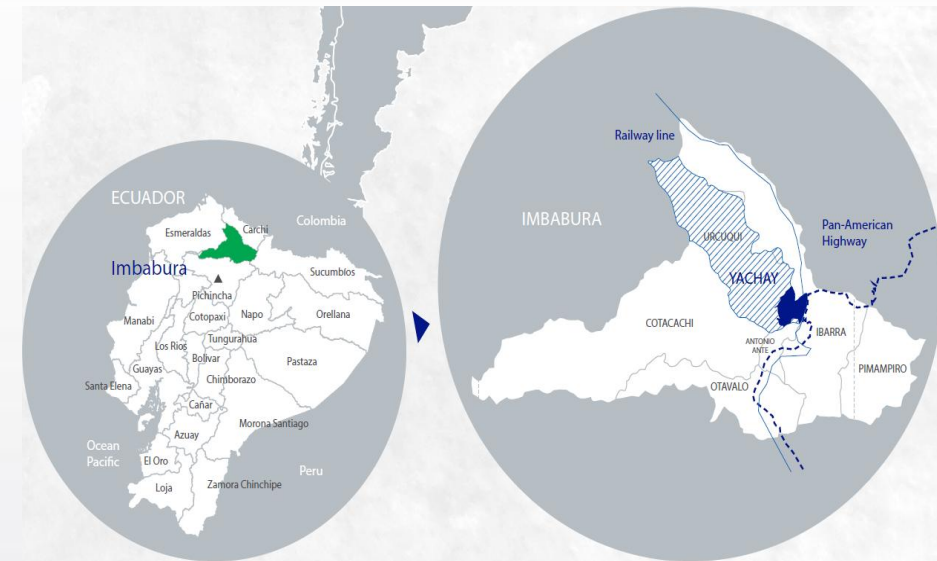 ECUADOR
Colombia
Esmeraldas
Carchi
Imbabura
Sucumbíos
Pichincha
Orellana
Manabi
Cotopaxi
Napo
Los Rios
Tungurahua
Bolivar
Pastaza
Guayas
Chimborazo
Santa Elena
Cañar
Morona Santiago
Azuay
Ocean
Pacific
El Oro
Peru
Loja
Zamora Chinchipe
Railway line
IMBABURA
Pan-American
Highway
URCUQUI
YACHAY
COTACACHI
IBARRA
ANTONIO
ANTE
PIMAMPIRO
OTAVALO